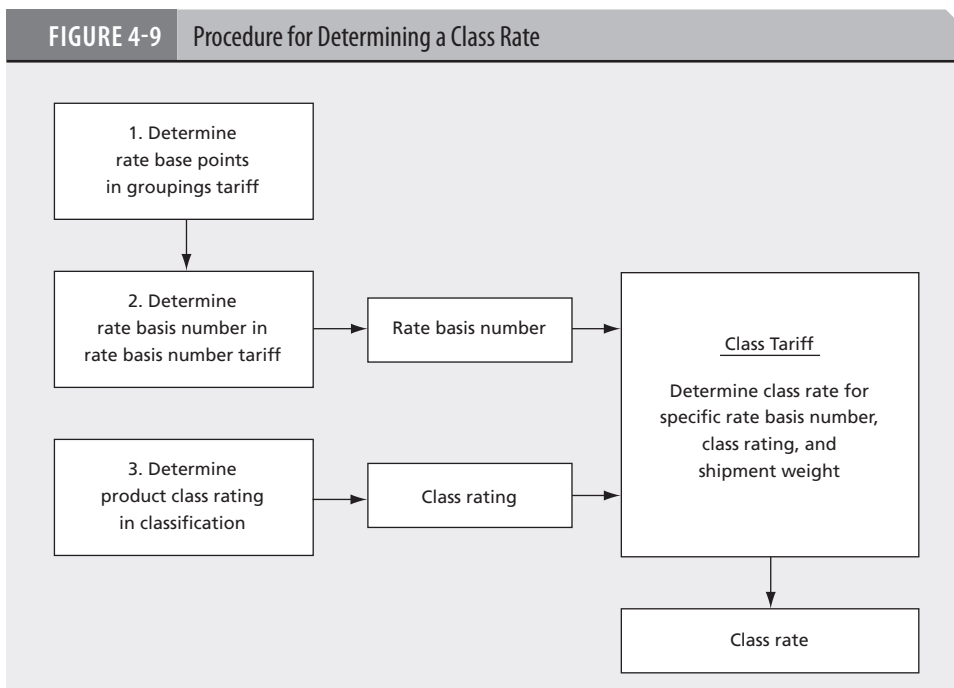 FIGURE 4-9 Procedure for Determining a Class Rate
1. Determine
rate base points
in groupings tariff
2. Determine
rate basis number in
rate basis number tariff
Rate basis number
Class Tariff
Determine class rate for
specific rate basis number,
class rating, and
shipment weight
3. Determine
product class rating
in classification
Class rating
Class rate